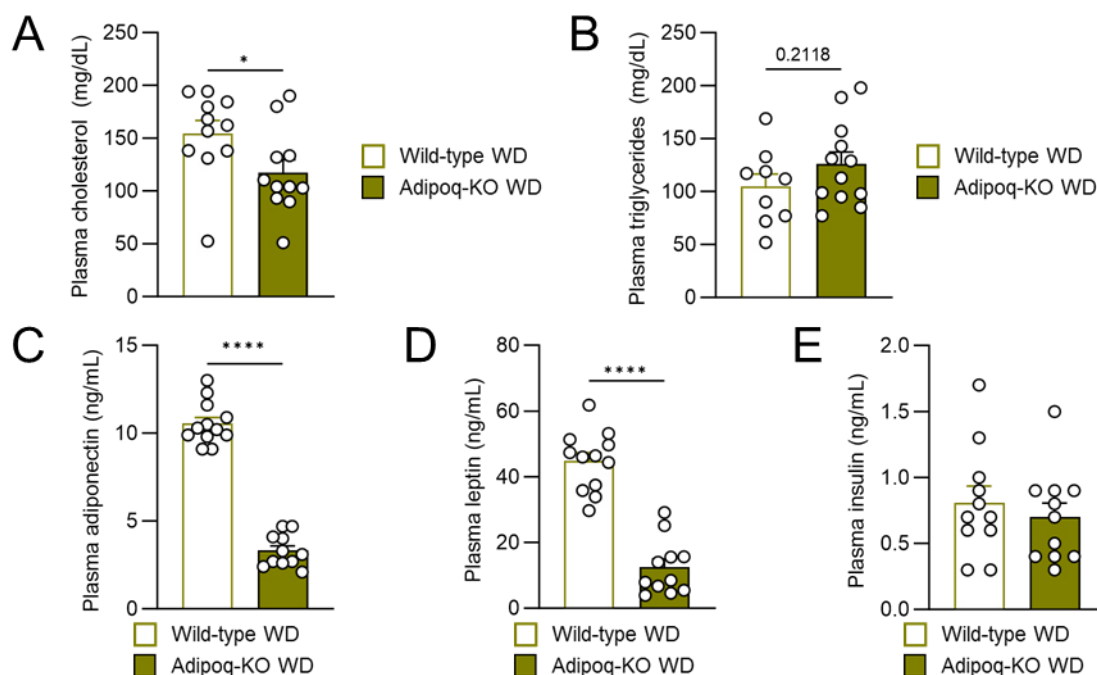 A
Plasma cholesterol (mg/dL)
250
200
150
100
50
0
*
Wild-type WD
Adipoq-KO WD
B
Plasma triglycerides (mg/dL)
250
200
150
100
50
0
0.2118
Wild-type WD
Adipoq-KO WD
C
Plasma adiponectin (ng/mL)
15
10
5
0
****
Wild-type WD
Adipoq-KO WD
D
Plasma leptin (ng/mL)
80
60
40
20
0
****
Wild-type WD
Adipoq-KO WD
E
Plasma insulin (ng/mL)
2.0
1.5
1.0
0.5
0.0
Wild-type WD
Adipoq-KO WD